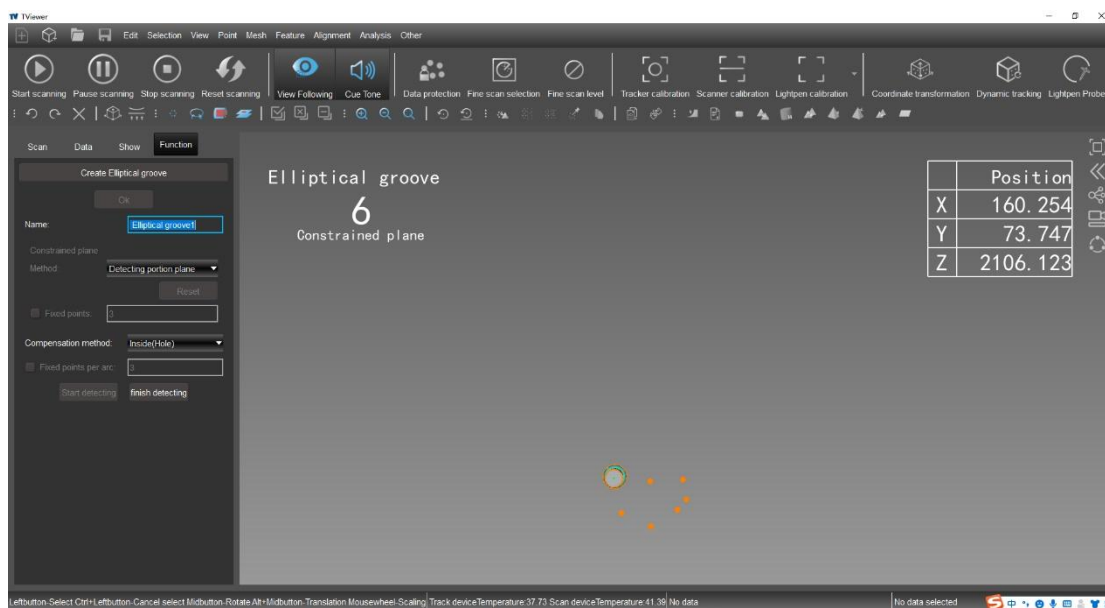 TViewer
Edit Selection View Point Mesh Feature Alignment Analysis Other
Start scanning Pause scanning Stop scanning Reset scanning View Following Cue Tone Data protection Fine scan selection Fine scan level Tracker calibration Scanner calibration Lightpen calibration Coordinate transformation Dynamic tracking Lightpen Probe
Scan Data Show Function
Create Elliptical groove
Ok
Name: Elliptical groove1
Constrained plane
Method Detecting portion plane
Reset
Fixed points: 3
Compensation method: Inside(Hole)
Fixed points per arc: 3
Start detecting finish detecting
Elliptical groove
6
Constrained plane
Position
X 160.254
Y 73.747
Z 2106.123
Leftbutton-Select Ctrl+Leftbutton-Cancel select Midbutton-Rotate Alt+Midbutton-Translation Mousewheel-Scaling Track deviceTemperature:37.73 Scan deviceTemperature:41.39 No data No data selected 中